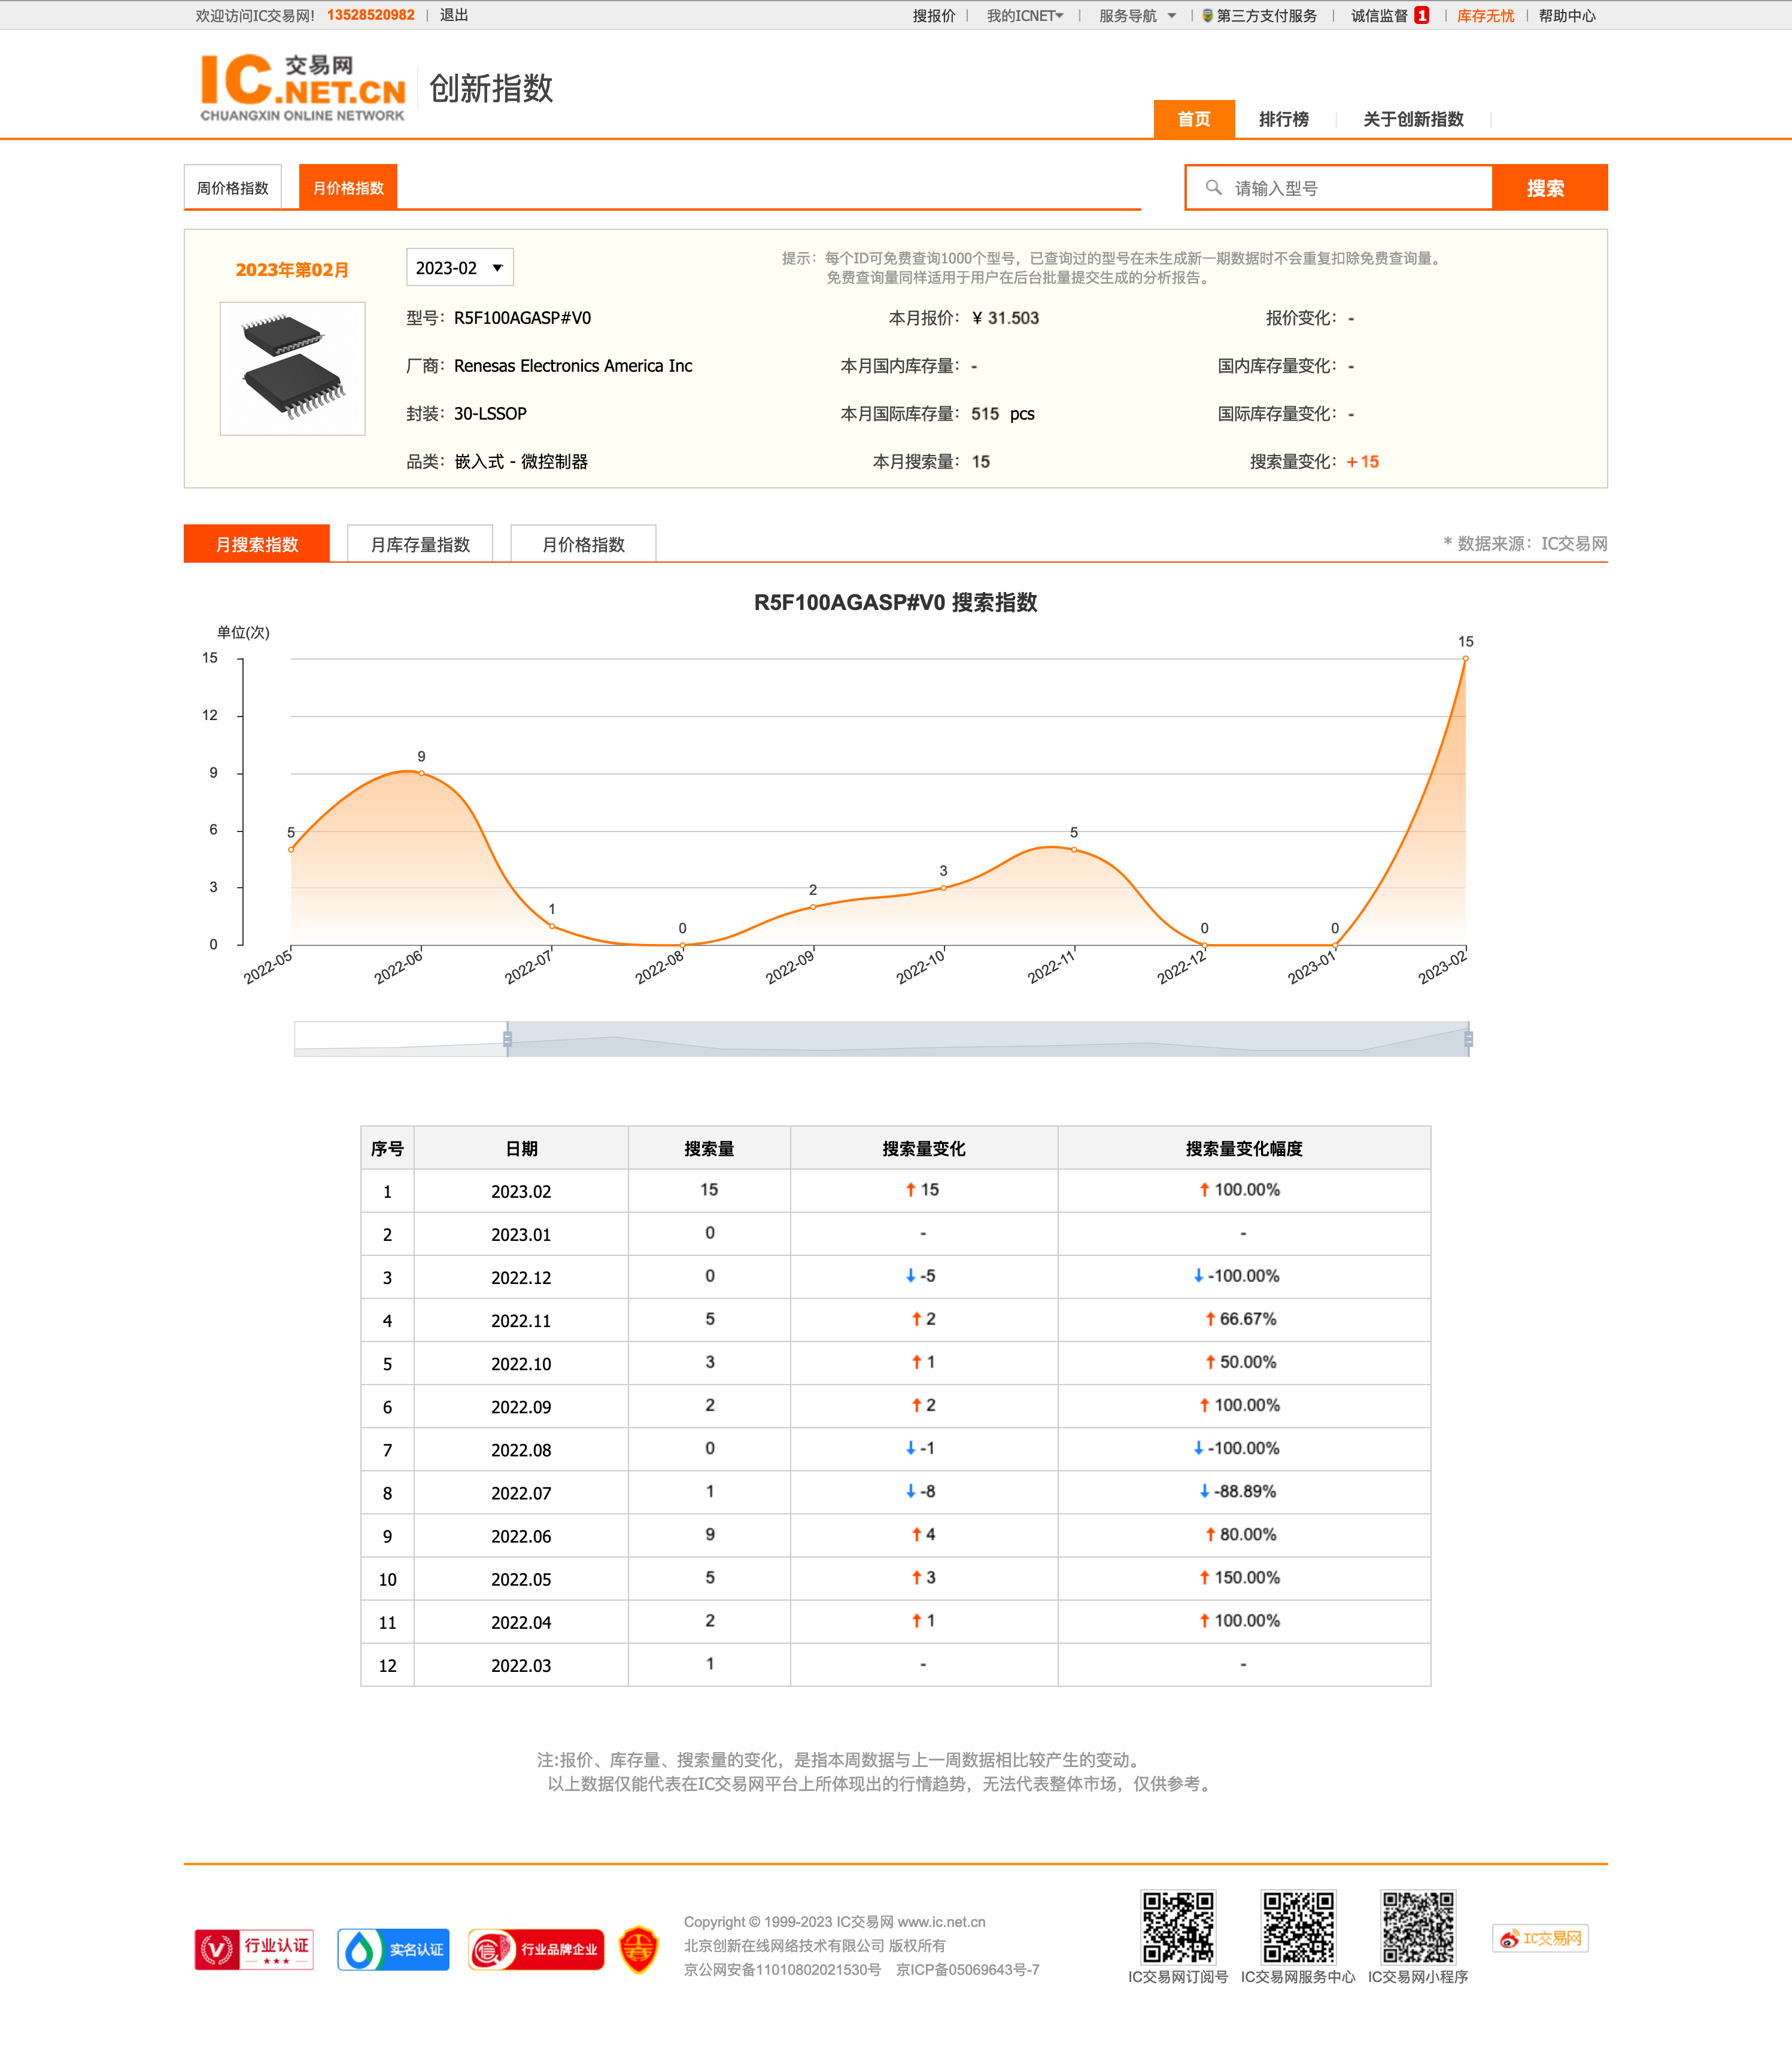 欢迎访问IC交易网! 13528520982 | 退出 搜报价 | 我的ICNET | 服务导航 | 第三方支付服务 | 诚信监督 1 | 库存无忧 | 帮助中心
IC交易网
.NET.CN
CHUANGXIN ONLINE NETWORK
创新指数
首页 排行榜 关于创新指数
周价格指数 月价格指数 请输入型号 搜索
2023年第02月 2023-02
提示：每个ID可免费查询1000个型号，已查询过的型号在未生成新一期数据时不会重复扣除免费查询量。
免费查询量同样适用于用户在后台批量提交生成的分析报告。
型号：R5F100AGASP#V0 本月报价：¥ 31.503 报价变化：-
厂商：Renesas Electronics America Inc 本月国内库存量：- 国内库存量变化：-
封装：30-LSSOP 本月国际库存量：515 pcs 国际库存量变化：-
品类：嵌入式 - 微控制器 本月搜索量：15 搜索量变化：+15
月搜索指数 月库存量指数 月价格指数 * 数据来源：IC交易网
R5F100AGASP#V0 搜索指数
单位(次)
15
12
9
6
3
0
5 9 1 0 2 3 5 0 0 15
2022-05 2022-06 2022-07 2022-08 2022-09 2022-10 2022-11 2022-12 2023-01 2023-02
序号 日期 搜索量 搜索量变化 搜索量变化幅度
1 2023.02 15 ↑ 15 ↑ 100.00%
2 2023.01 0 - -
3 2022.12 0 ↓ -5 ↓ -100.00%
4 2022.11 5 ↑ 2 ↑ 66.67%
5 2022.10 3 ↑ 1 ↑ 50.00%
6 2022.09 2 ↑ 2 ↑ 100.00%
7 2022.08 0 ↓ -1 ↓ -100.00%
8 2022.07 1 ↓ -8 ↓ -88.89%
9 2022.06 9 ↑ 4 ↑ 80.00%
10 2022.05 5 ↑ 3 ↑ 150.00%
11 2022.04 2 ↑ 1 ↑ 100.00%
12 2022.03 1 - -
注:报价、库存量、搜索量的变化，是指本周数据与上一周数据相比较产生的变动。
以上数据仅能代表在IC交易网平台上所体现出的行情趋势，无法代表整体市场，仅供参考。
行业认证
实名认证
信 行业品牌企业
Copyright © 1999-2023 IC交易网 www.ic.net.cn
北京创新在线网络技术有限公司 版权所有
京公网安备11010802021530号 京ICP备05069643号-7
IC交易网订阅号 IC交易网服务中心 IC交易网小程序
IC交易网